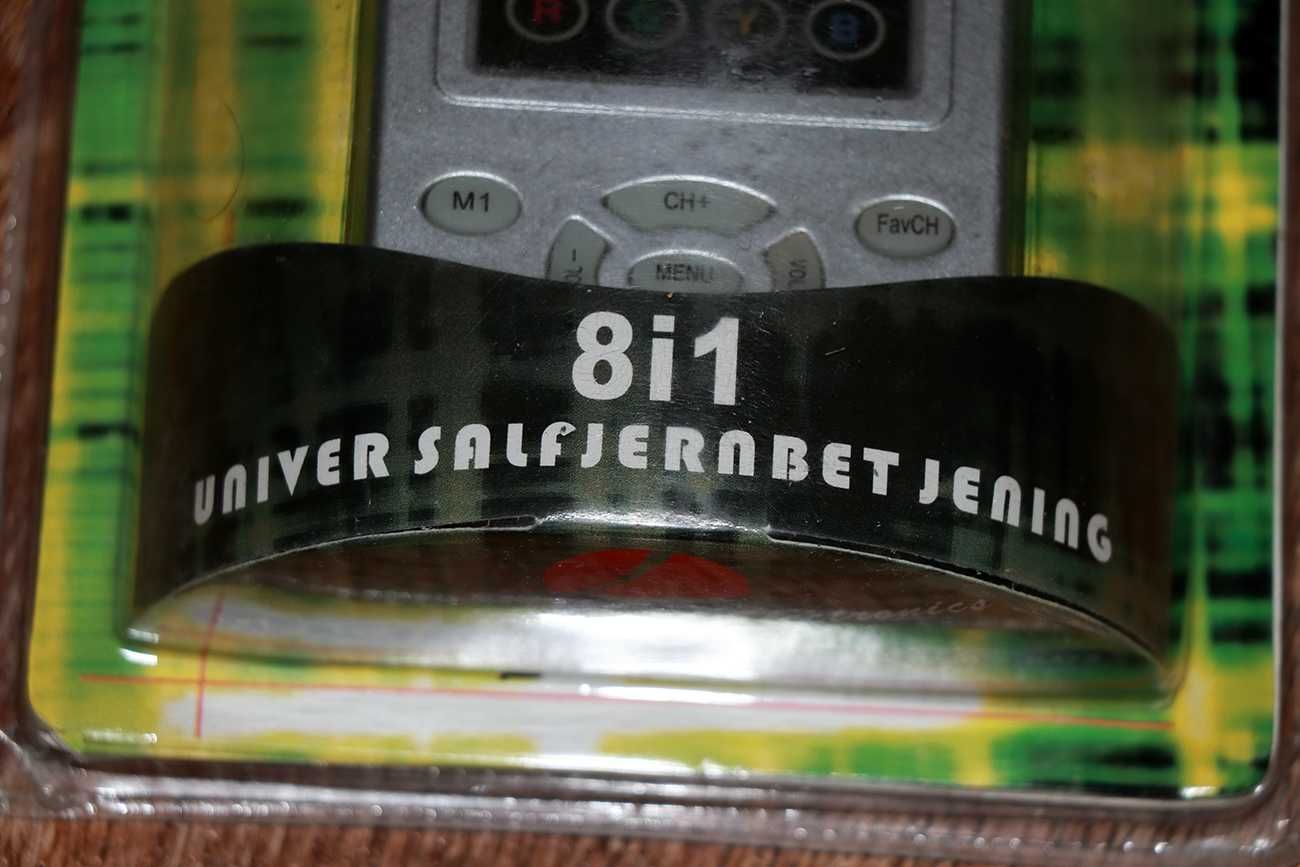 R G Y B
M1 CH+ FavCH
MENU
8i1
UNIVER SALFJERNBET JENING